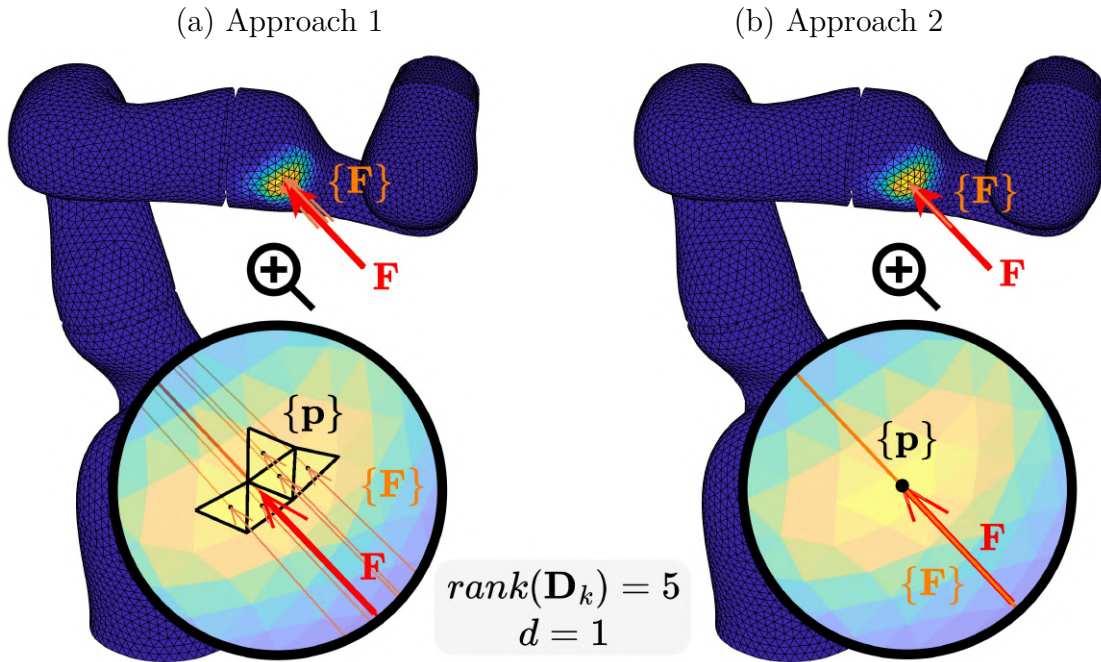 (a) Approach 1
(b) Approach 2
{F}
F
{F}
F
{p}
{F}
F
{p}
F
{F}
rank(D_k) = 5
d = 1